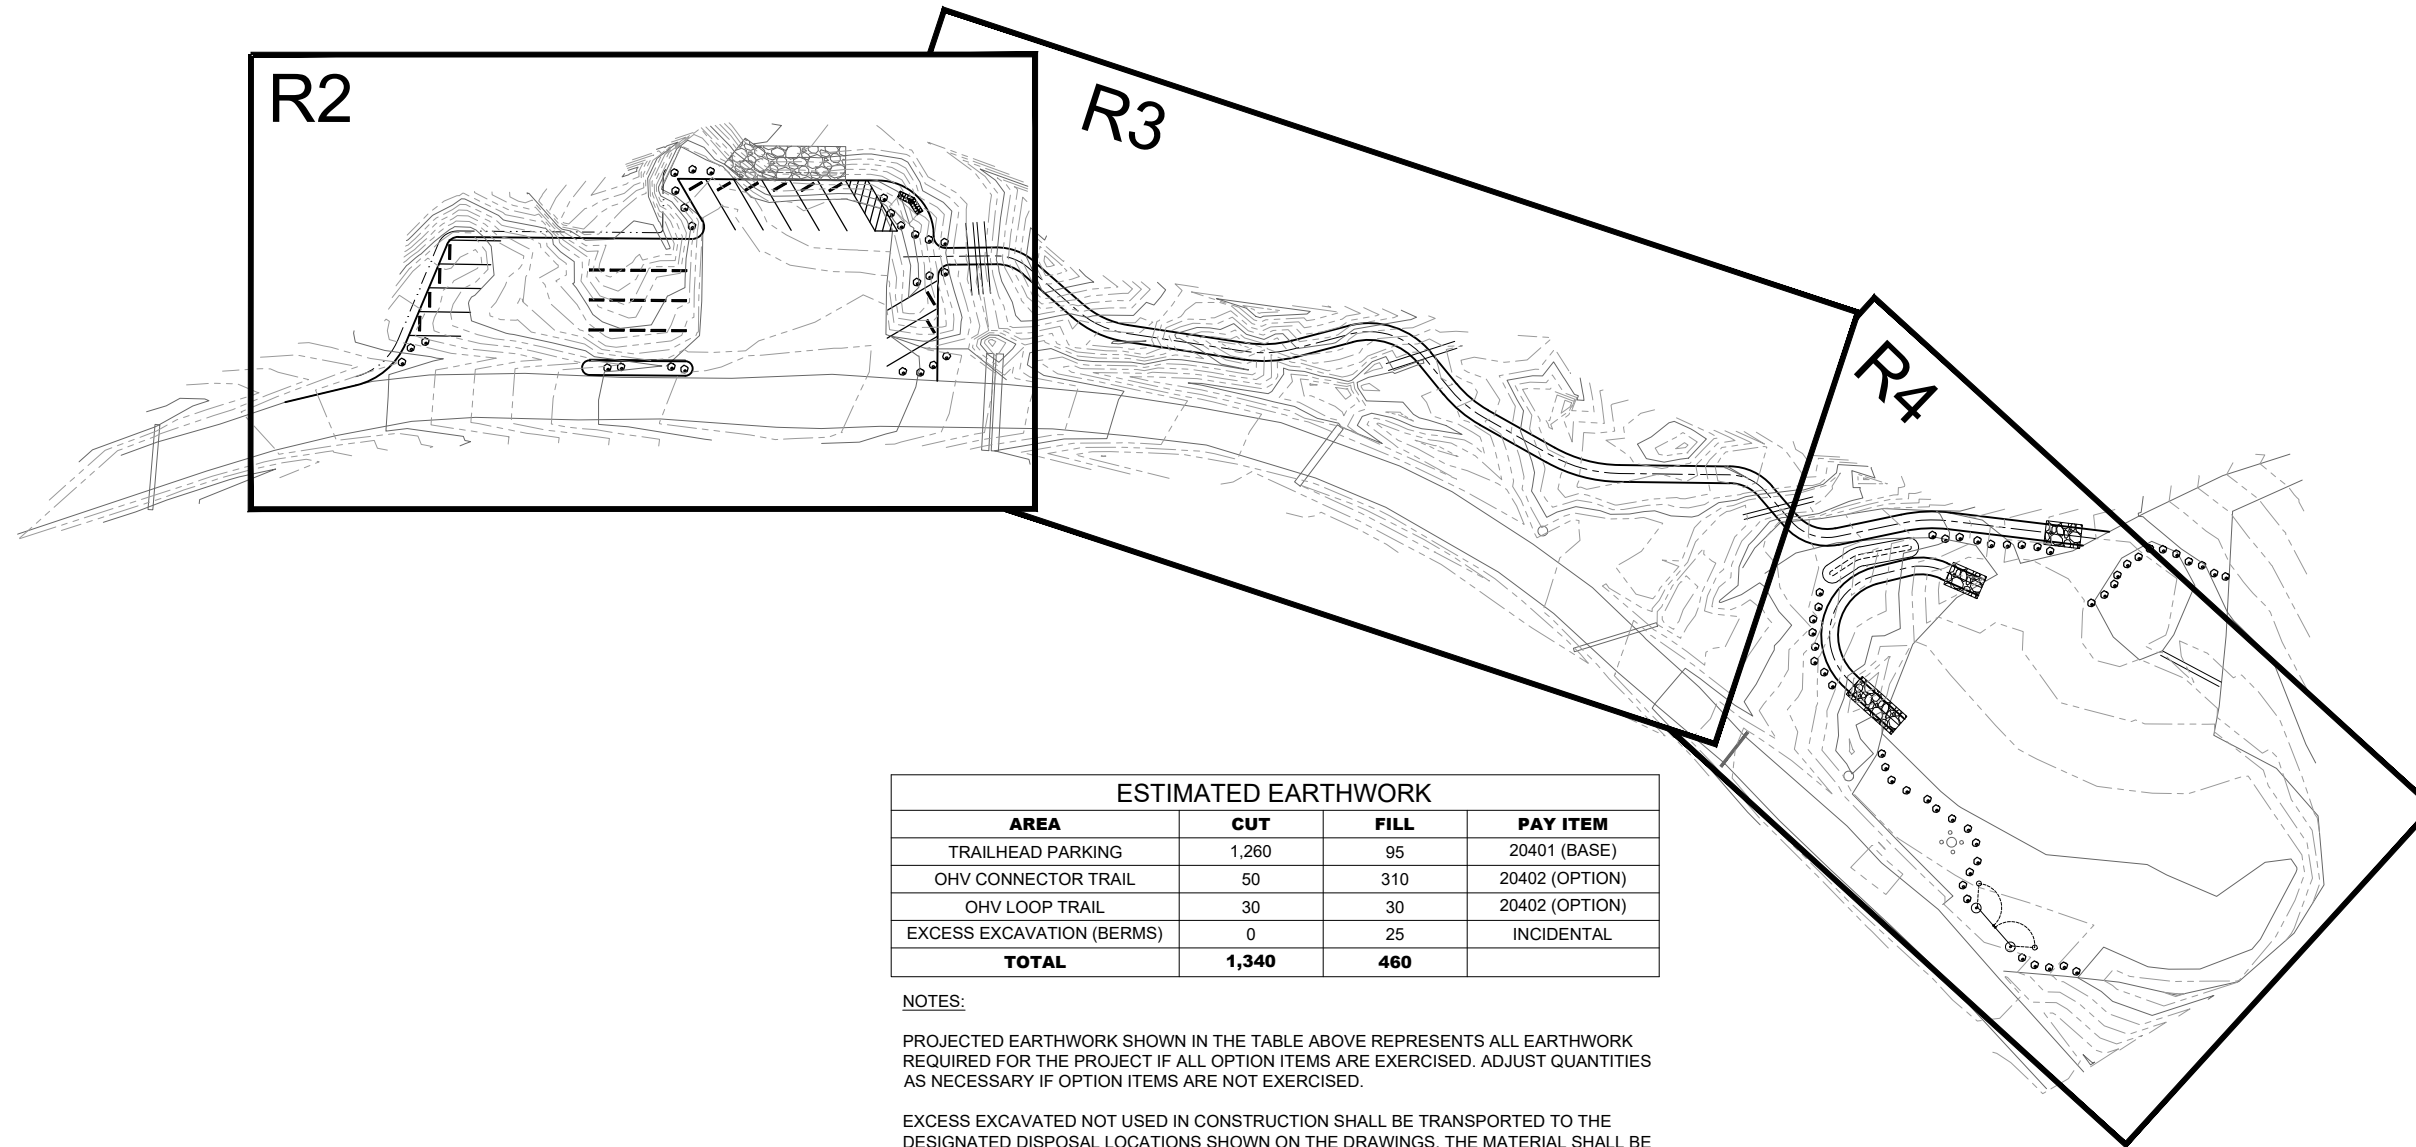 R2
R3
R4
ESTIMATED EARTHWORK
AREA CUT FILL PAY ITEM
TRAILHEAD PARKING 1,260 95 20401 (BASE)
OHV CONNECTOR TRAIL 50 310 20402 (OPTION)
OHV LOOP TRAIL 30 30 20402 (OPTION)
EXCESS EXCAVATION (BERMS) 0 25 INCIDENTAL
TOTAL 1,340 460
NOTES:
PROJECTED EARTHWORK SHOWN IN THE TABLE ABOVE REPRESENTS ALL EARTHWORK
REQUIRED FOR THE PROJECT IF ALL OPTION ITEMS ARE EXERCISED. ADJUST QUANTITIES
AS NECESSARY IF OPTION ITEMS ARE NOT EXERCISED.
EXCESS EXCAVATED NOT USED IN CONSTRUCTION SHALL BE TRANSPORTED TO THE
DESIGNATED DISPOSAL LOCATIONS SHOWN ON THE DRAWINGS. THE MATERIAL SHALL BE